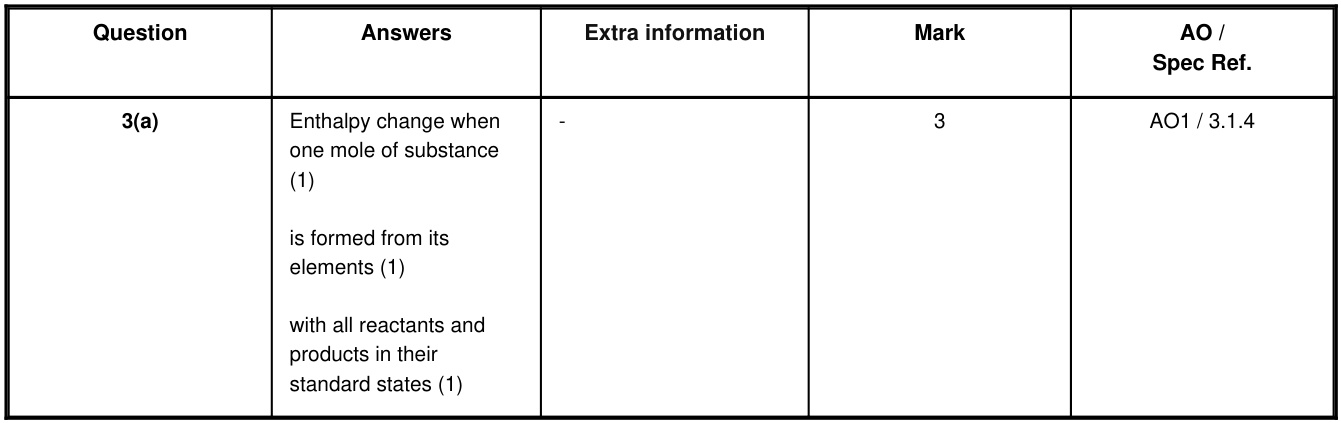 Question Answers Extra information Mark AO /
Spec Ref.
3(a) Enthalpy change when - 3 AO1 / 3.1.4
one mole of substance
(1)
is formed from its
elements (1)
with all reactants and
products in their
standard states (1)